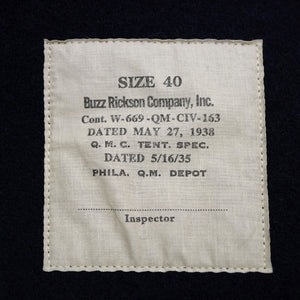 SIZE 40
Buzz Rickson Company, Inc.
Cont. W-669-QM-CIV-163
DATED MAY 27, 1938
Q. M. C. TENT. SPEC.
DATED 5/16/35
PHILA. Q.M. DEPOT
Inspector